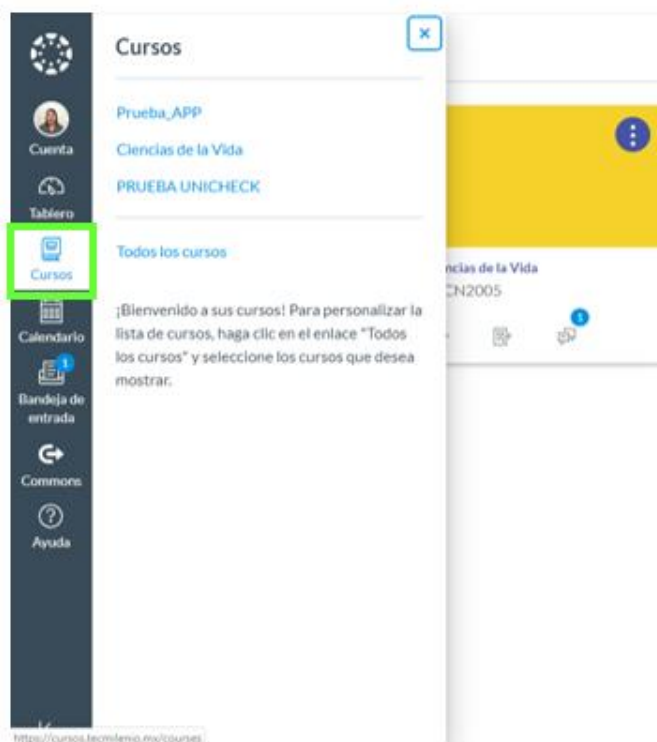 Cuenta
Tablero
Cursos
Calendario
1
Bandeja de
entrada
Commons
Ayuda
Cursos
×
Prueba_APP
Ciencias de la Vida
PRUEBA UNICHECK
Todos los cursos
¡Bienvenido a sus cursos! Para personalizar la
lista de cursos, haga clic en el enlace "Todos
los cursos" y seleccione los cursos que desea
mostrar.
ncias de la Vida
CN2005
1
https://cursos.tecmilenio.mx/courses